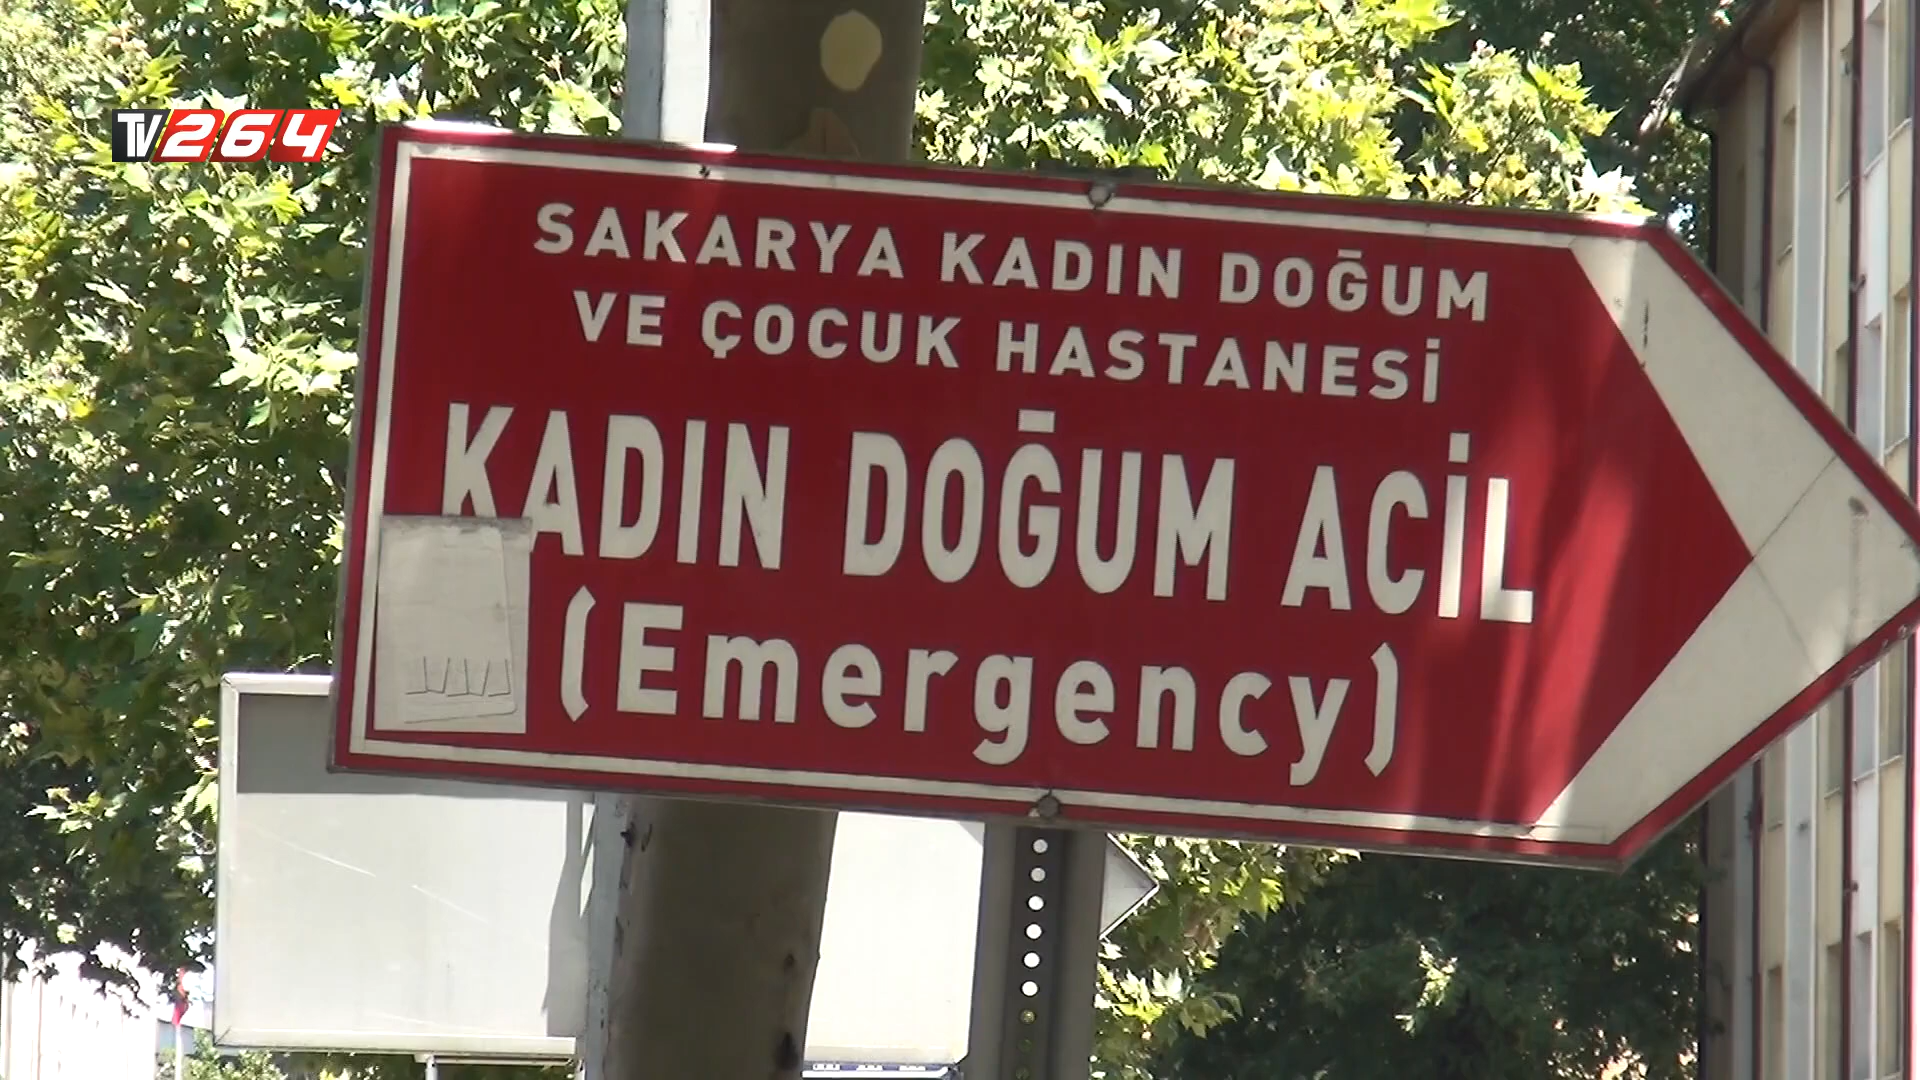 TV264
SAKARYA KADIN DOĞUM
VE ÇOCUK HASTANESİ
KADIN DOĞUM ACİL
(Emergency)